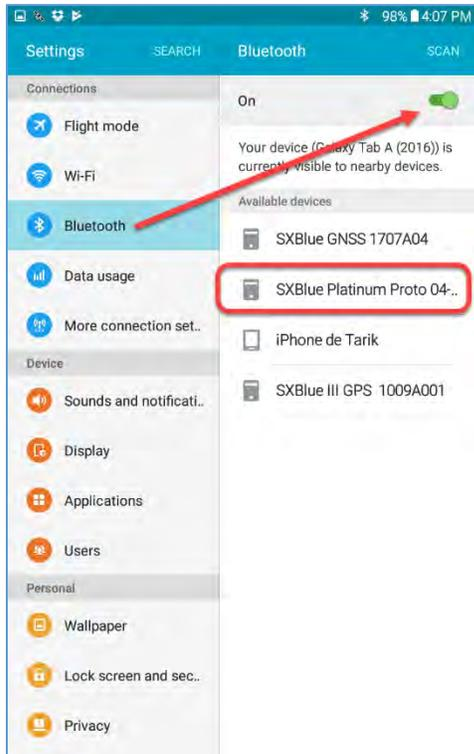 98% 4:07 PM
Settings SEARCH
Connections
Flight mode
Wi-Fi
Bluetooth
Data usage
More connection set..
Device
Sounds and notificati..
Display
Applications
Users
Personal
Wallpaper
Lock screen and sec..
Privacy
Bluetooth SCAN
On
Your device (Galaxy Tab A (2016)) is
currently visible to nearby devices.
Available devices
SXBlue GNSS 1707A04
SXBlue Platinum Proto 04-..
iPhone de Tarik
SXBlue III GPS 1009A001